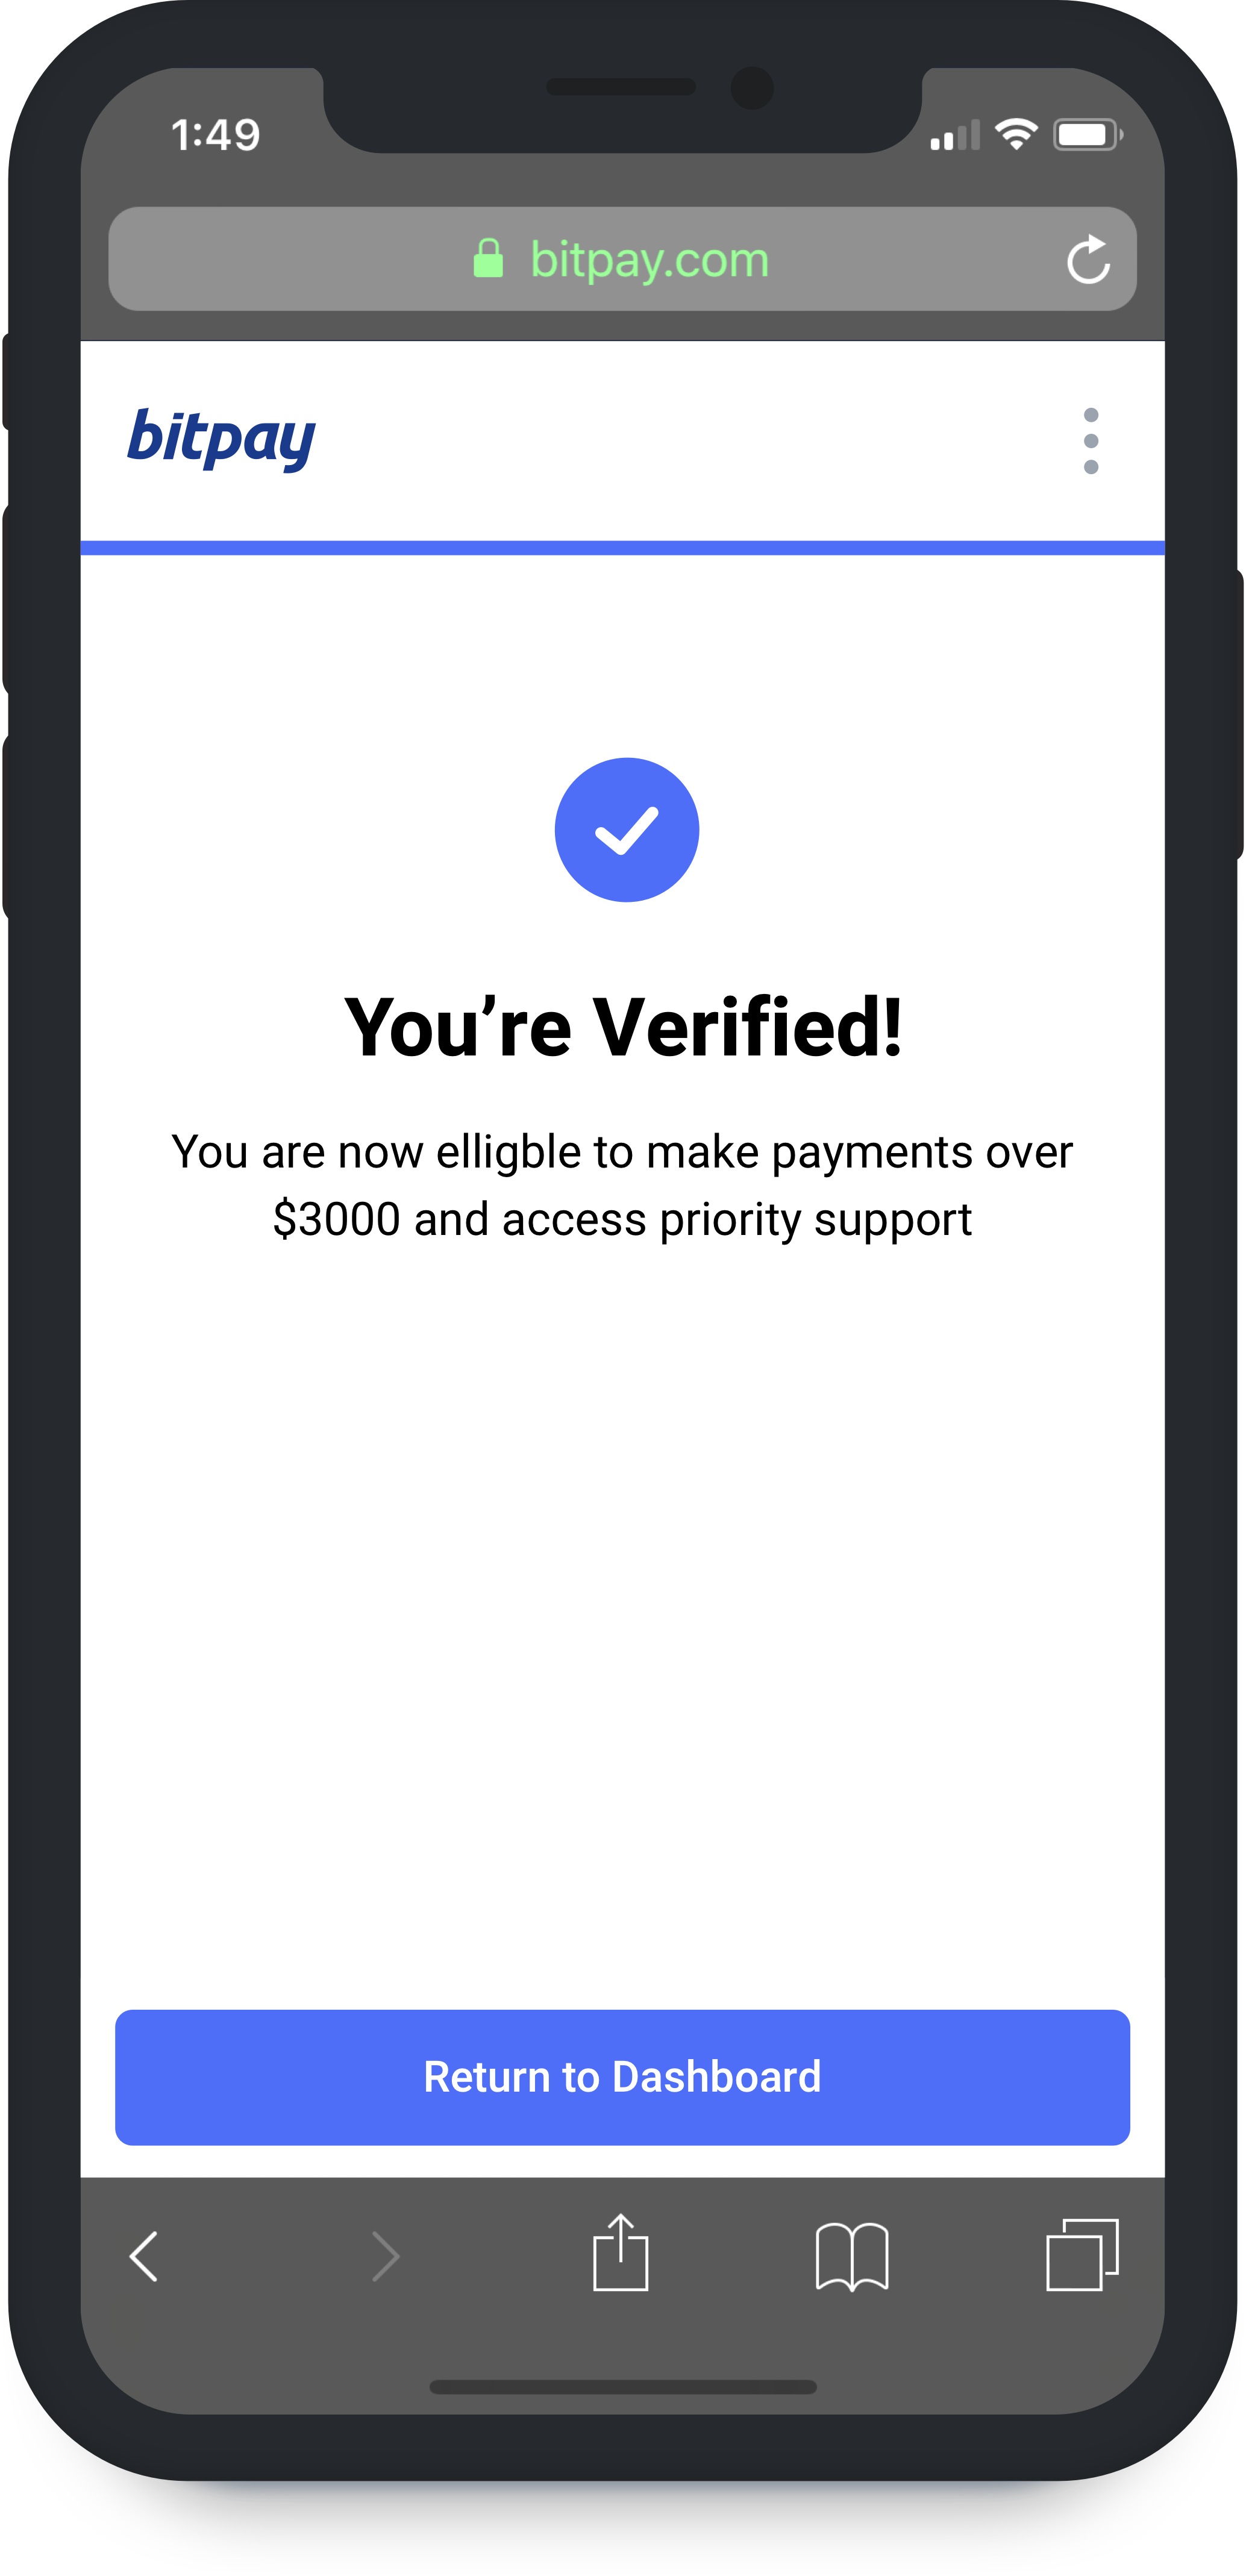 1:49
bitpay.com
bitpay
You’re Verified!
You are now elligble to make payments over
$3000 and access priority support
Return to Dashboard